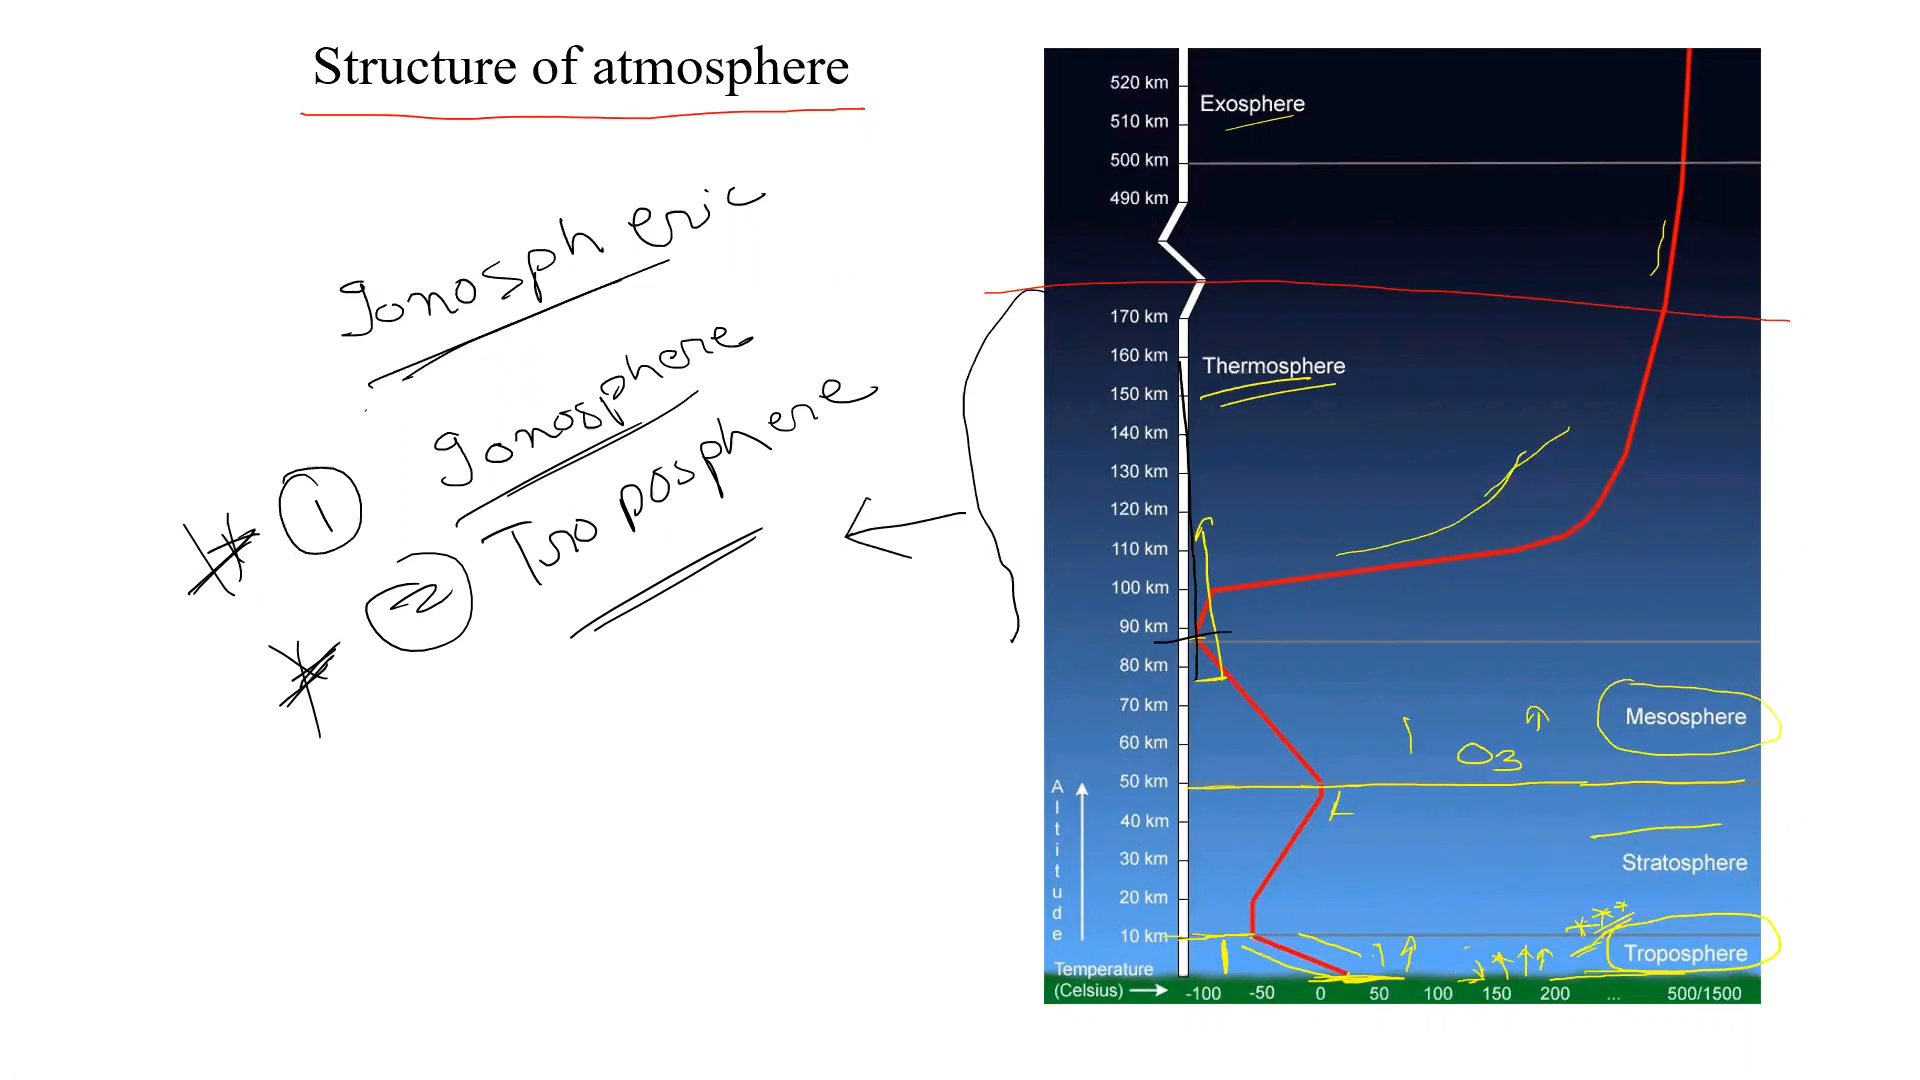 Structure of atmosphere
Ionospheric
1 Ionosphere
2 Troposphere
520 km
Exosphere
510 km
500 km
490 km
170 km
160 km
Thermosphere
150 km
140 km
130 km
120 km
110 km
100 km
90 km
80 km
70 km
Mesosphere
60 km
O3
50 km
40 km
30 km
Stratosphere
20 km
10 km
Troposphere
Altitude
Temperature
(Celsius)
-100 -50 0 50 100 150 200 ... 500/1500